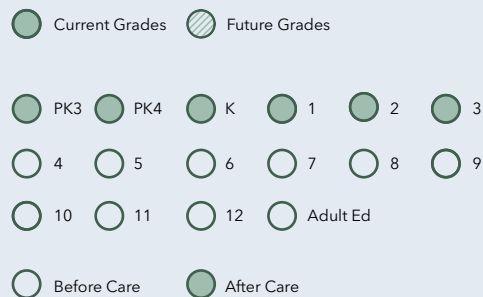 Current Grades Future Grades
PK3 PK4 K 1 2 3
4 5 6 7 8 9
10 11 12 Adult Ed
Before Care After Care